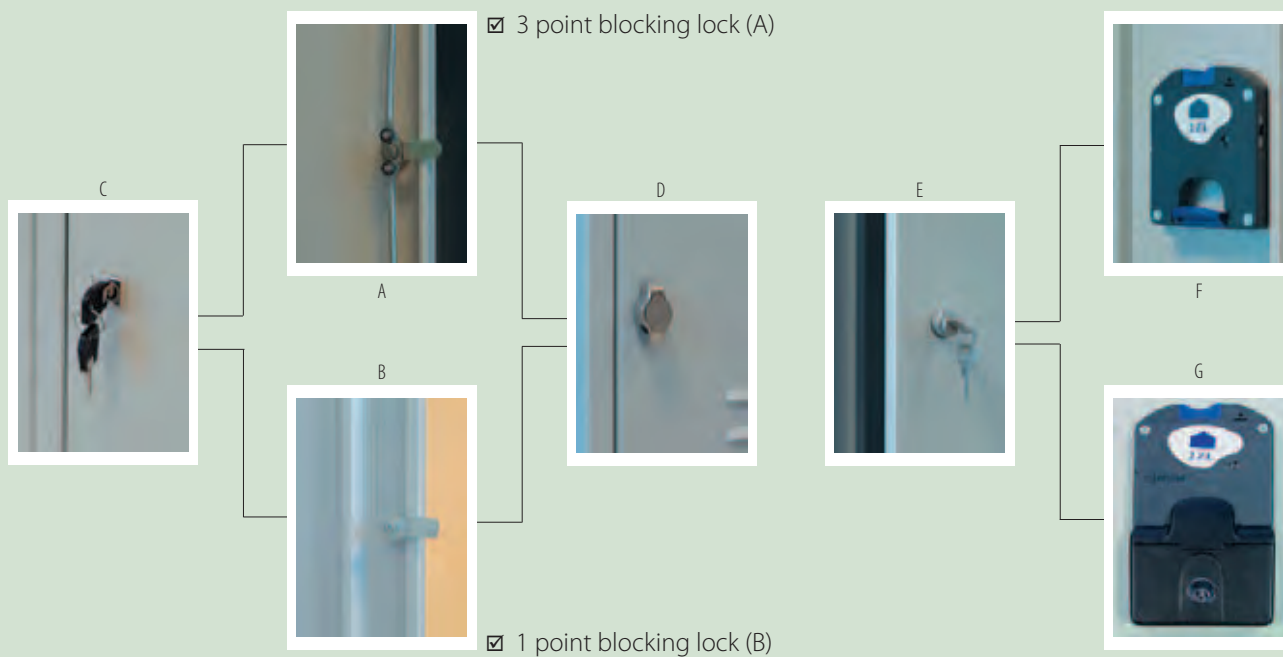 ☑ 3 point blocking lock (A)
C
A
D
E
F
B
G
☑ 1 point blocking lock (B)